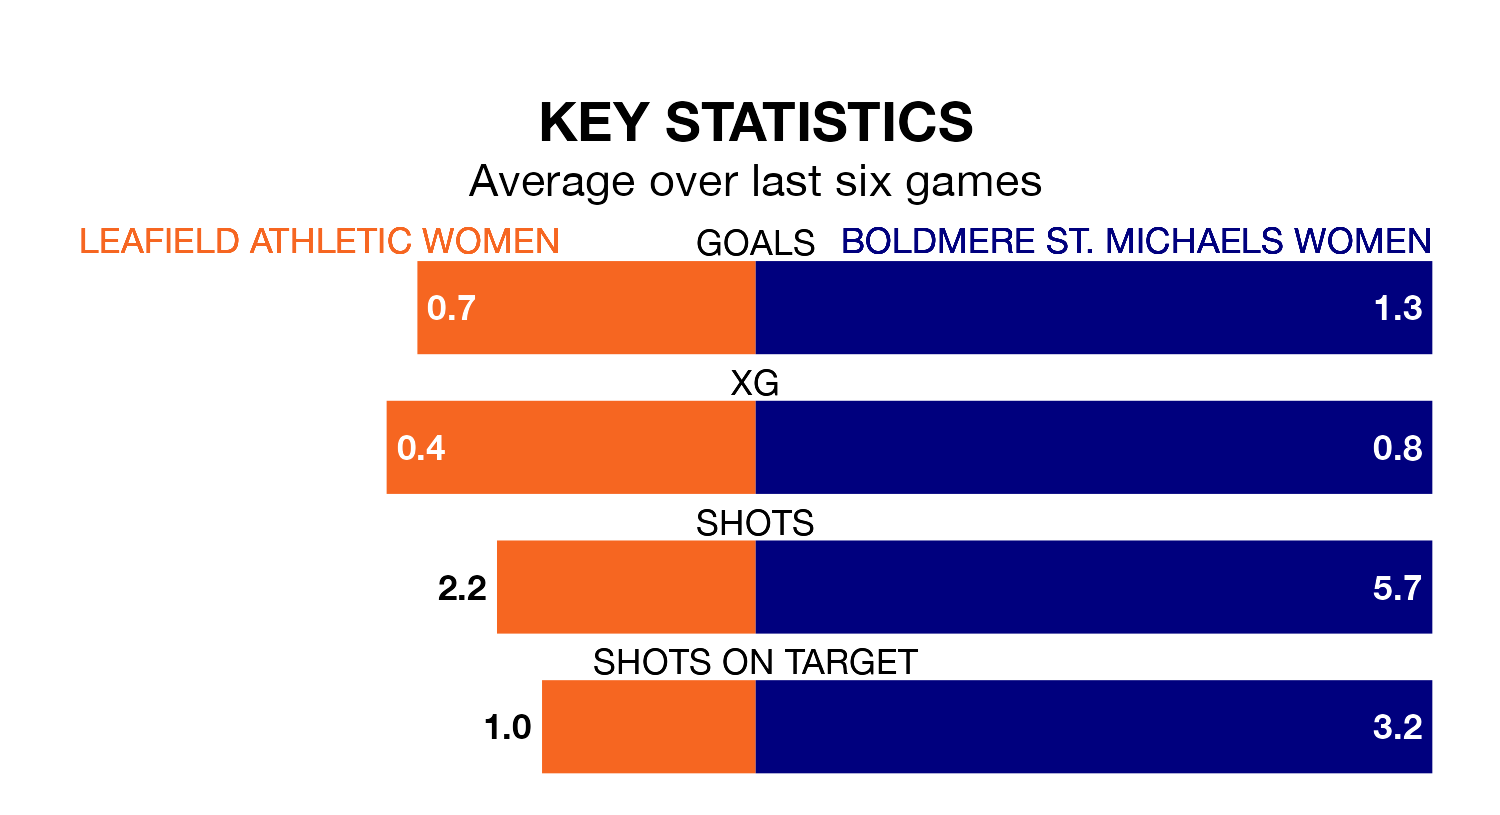 KEY STATISTICS
Average over last six games
LEAFIELD ATHLETIC WOMEN GOALS BOLDMERE ST. MICHAELS WOMEN
0.7 1.3
XG
0.4 0.8
SHOTS
2.2 5.7
SHOTS ON TARGET
1.0 3.2